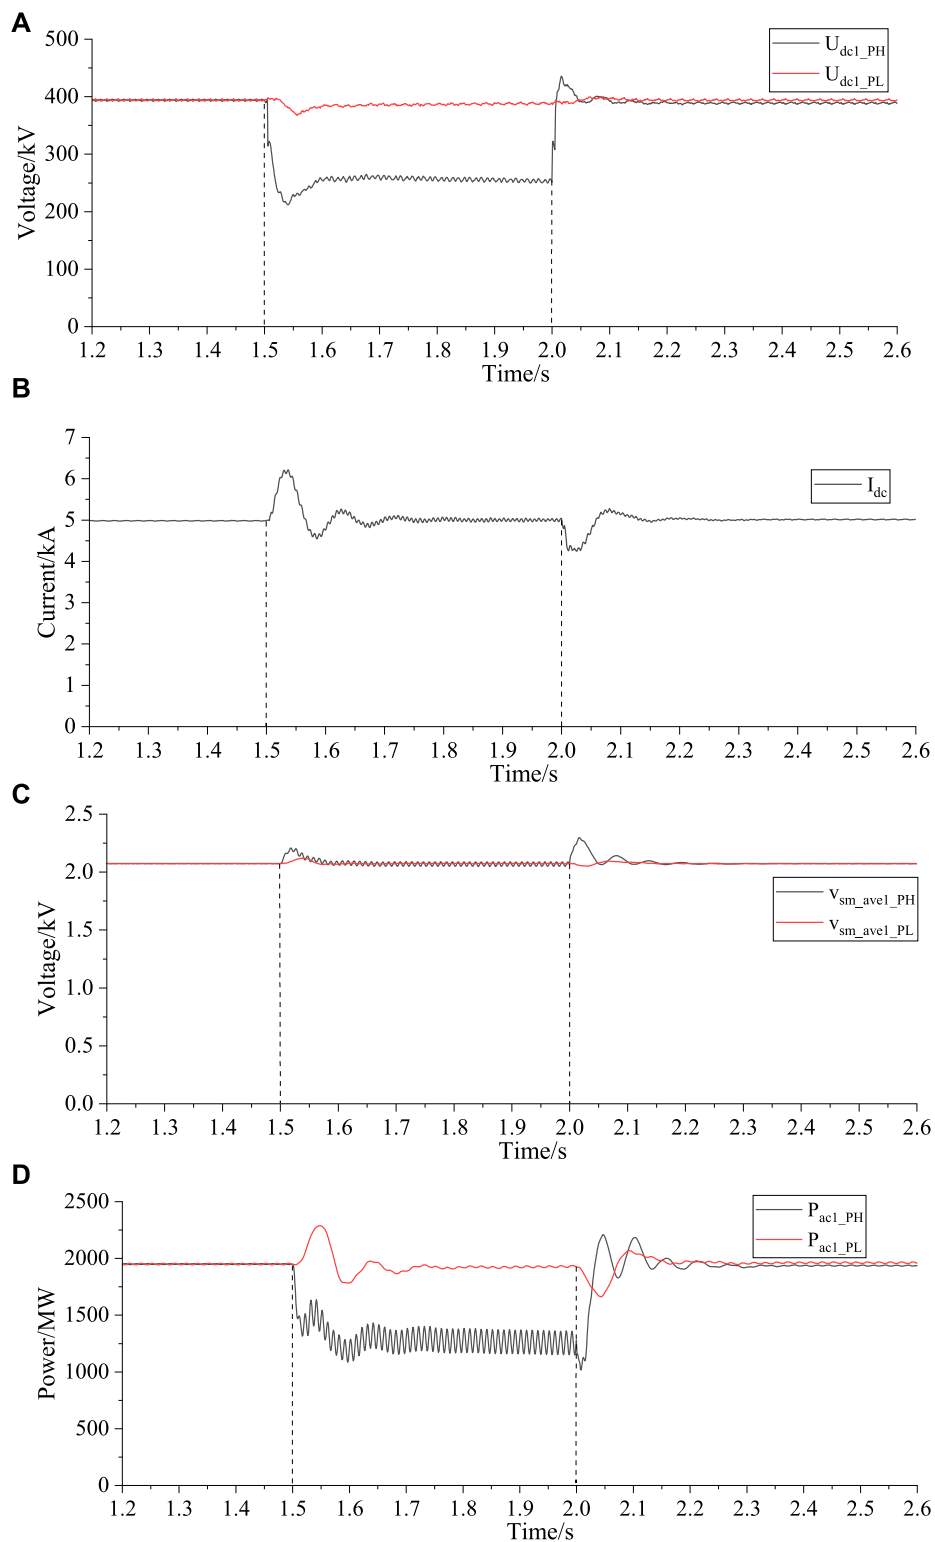 A
500
400
300
200
100
0
Voltage/kV
U_dc1_PH
U_dc1_PL
1.2 1.3 1.4 1.5 1.6 1.7 1.8 1.9 2.0 2.1 2.2 2.3 2.4 2.5 2.6
Time/s
B
7
6
5
4
3
2
1
0
Current/kA
I_dc
1.2 1.3 1.4 1.5 1.6 1.7 1.8 1.9 2.0 2.1 2.2 2.3 2.4 2.5 2.6
Time/s
C
2.5
2.0
1.5
1.0
0.5
0.0
Voltage/kV
v_sm_ave1_PH
v_sm_ave1_PL
1.2 1.3 1.4 1.5 1.6 1.7 1.8 1.9 2.0 2.1 2.2 2.3 2.4 2.5 2.6
Time/s
D
2500
2000
1500
1000
500
0
Power/MW
P_ac1_PH
P_ac1_PL
1.2 1.3 1.4 1.5 1.6 1.7 1.8 1.9 2.0 2.1 2.2 2.3 2.4 2.5 2.6
Time/s